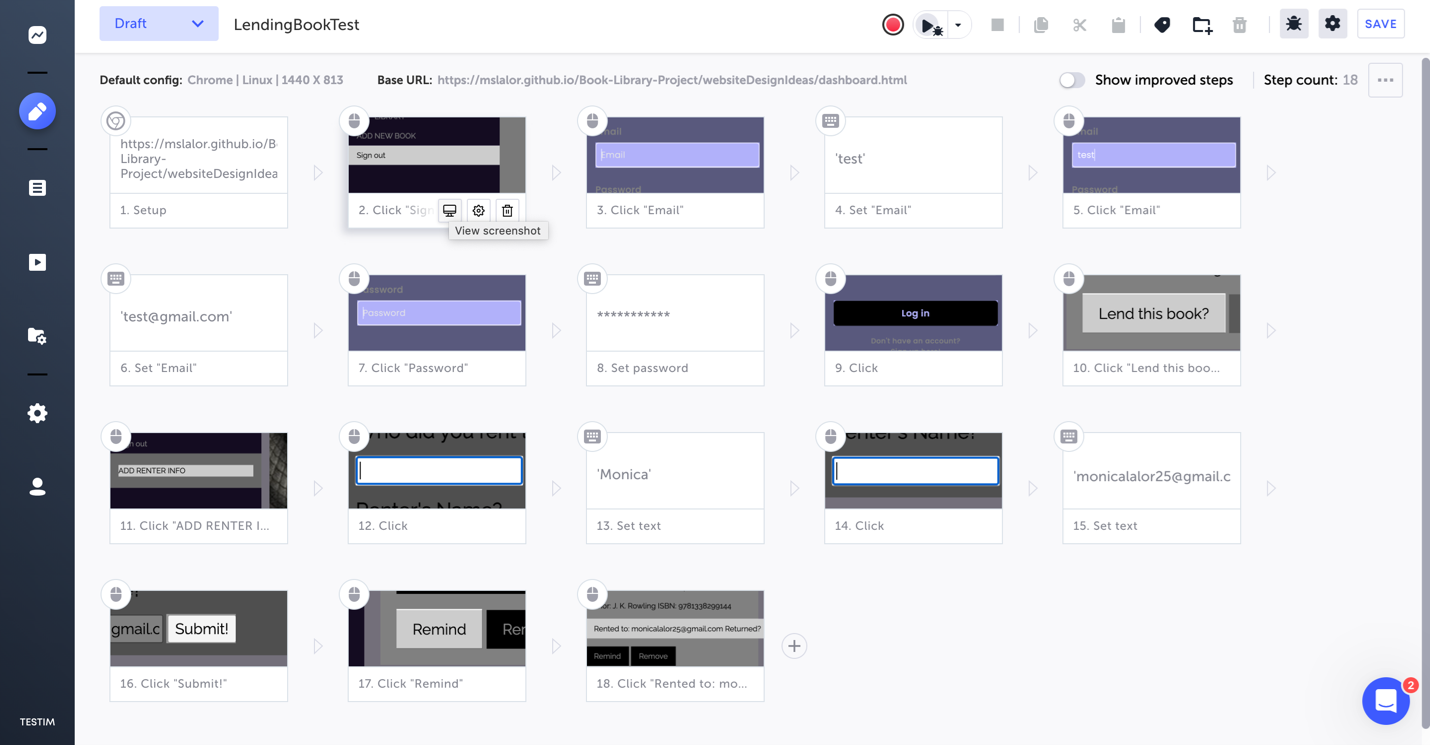 Draft
LendingBookTest
SAVE
Default config: Chrome | Linux | 1440 X 813
Base URL: https://mslalor.github.io/Book-Library-Project/websiteDesignIdeas/dashboard.html
Show improved steps
Step count: 18
https://mslalor.github.io/B
Library-
Project/websiteDesignIdea
1. Setup
ADD NEW BOOK
Sign out
2. Click "Sign
View screenshot
Email
Password
3. Click "Email"
'test'
4. Set "Email"
test
Password
5. Click "Email"
'test@gmail.com'
6. Set "Email"
Password
Password
7. Click "Password"
***********
8. Set password
Log in
Don't have an account?
9. Click
Lend this book?
10. Click "Lend this boo...
Sign out
ADD RENTER INFO
11. Click "ADD RENTER I...
Who did you rent t
Renter's Name?
12. Click
'Monica'
13. Set text
Renter's Name?
14. Click
'monicalalor25@gmail.c
15. Set text
gmail.c
Submit!
16. Click "Submit!"
Remind
Rer
17. Click "Remind"
or: J. K. Rowling ISBN: 9781338299144
Rented to: monicalalor25@gmail.com Returned?
Remind
Remove
18. Click "Rented to: mo...
2
TESTIM